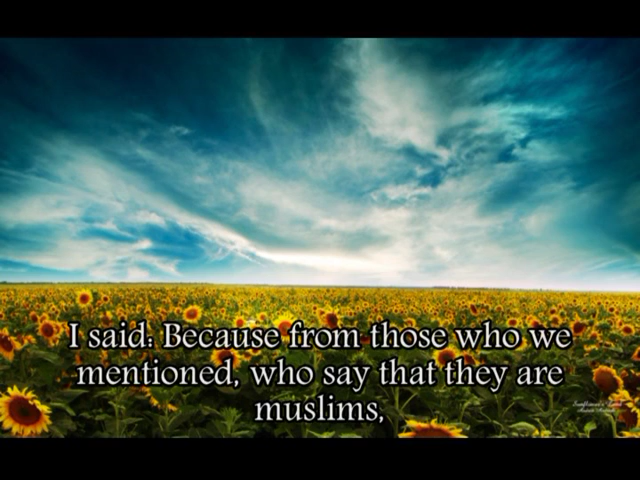 I said: Because from those who we
mentioned, who say that they are
muslims,